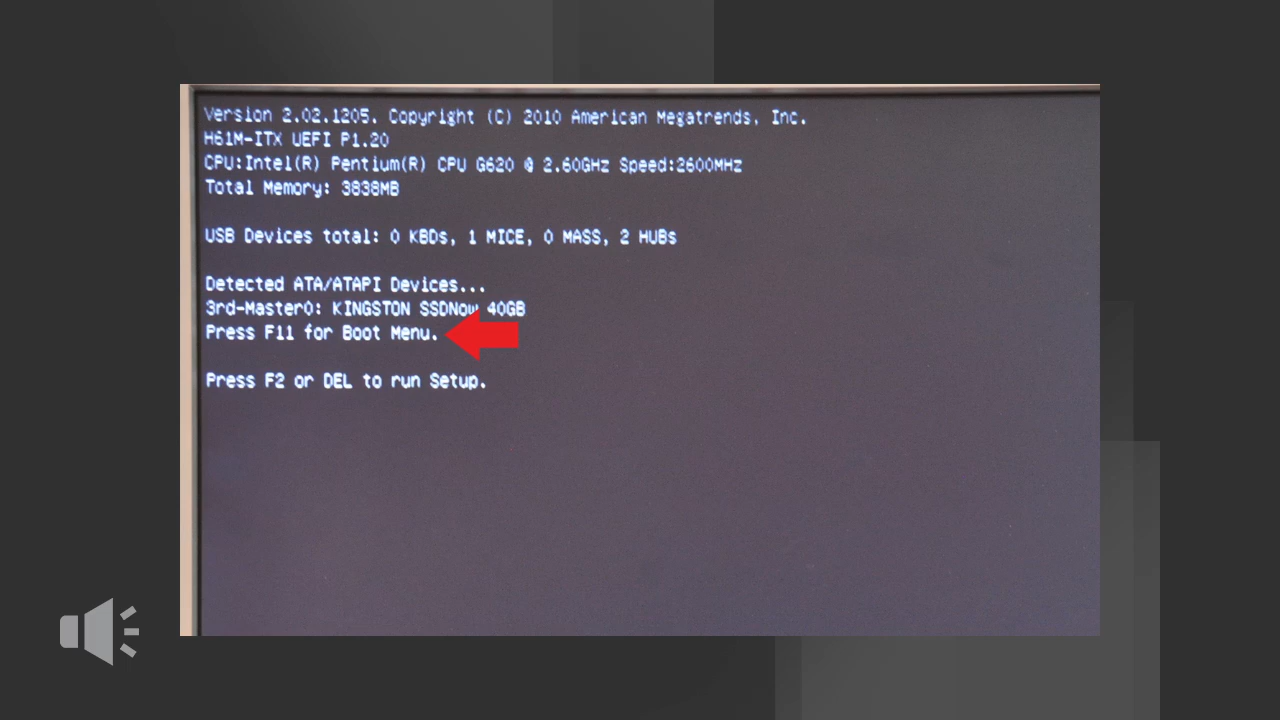 Version 2.02.1205. Copyright (C) 2010 American Megatrends, Inc.
H61M-ITX UEFI P1.20
CPU:Intel(R) Pentium(R) CPU G620 @ 2.60GHz Speed:2600MHz
Total Memory: 3838MB
USB Devices total: 0 KBDs, 1 MICE, 0 MASS, 2 HUBs
Detected ATA/ATAPI Devices...
3rd-Master0: KINGSTON SSDNow 40GB
Press F11 for Boot Menu.
Press F2 or DEL to run Setup.